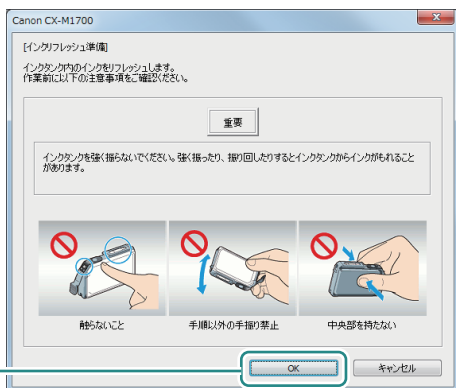 Canon CX-M1700
[インクリフレッシュ準備]
インクタンク内のインクをリフレッシュします。
作業前に以下の注意事項をご確認ください。
重要
インクタンクを強く振らないでください。強く振ったり、振り回したりするとインクタンクからインクがもれること
があります。
触らないこと
手順以外の手振り禁止
中央部を持たない
OK
キャンセル